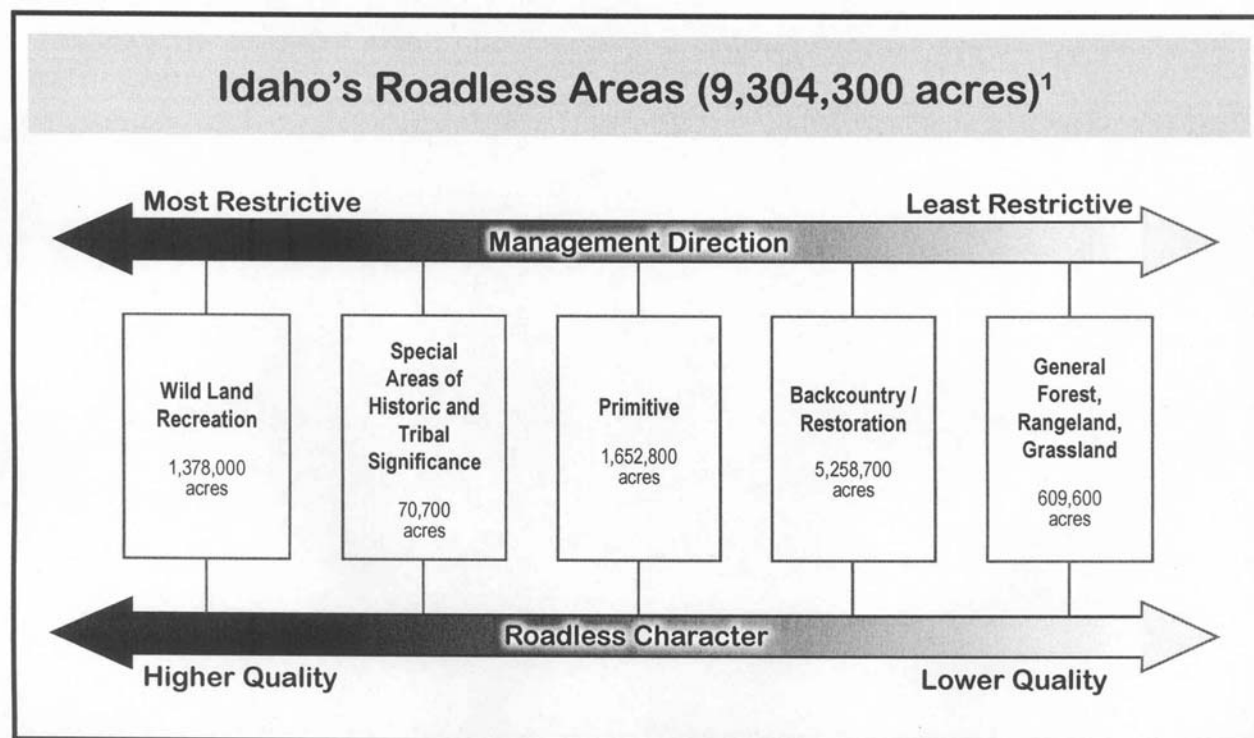 Idaho's Roadless Areas (9,304,300 acres)¹
Most Restrictive
Least Restrictive
Management Direction
Wild Land
Recreation
1,378,000
acres
Special
Areas of
Historic and
Tribal
Significance
70,700
acres
Primitive
1,652,800
acres
Backcountry /
Restoration
5,258,700
acres
General
Forest,
Rangeland,
Grassland
609,600
acres
Roadless Character
Higher Quality
Lower Quality